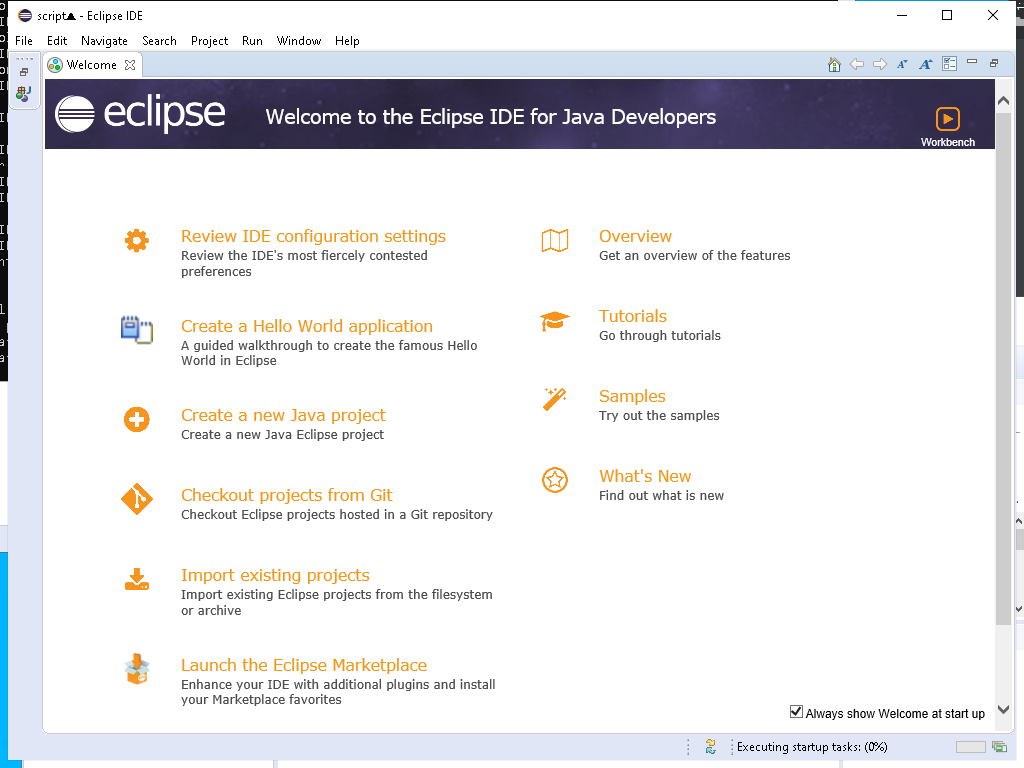 script▲ - Eclipse IDE
File Edit Navigate Search Project Run Window Help
Welcome
eclipse
Welcome to the Eclipse IDE for Java Developers
Workbench
Review IDE configuration settings
Review the IDE's most fiercely contested
preferences
Create a Hello World application
A guided walkthrough to create the famous Hello
World in Eclipse
Create a new Java project
Create a new Java Eclipse project
Checkout projects from Git
Checkout Eclipse projects hosted in a Git repository
Import existing projects
Import existing Eclipse projects from the filesystem
or archive
Launch the Eclipse Marketplace
Enhance your IDE with additional plugins and install
your Marketplace favorites
Overview
Get an overview of the features
Tutorials
Go through tutorials
Samples
Try out the samples
What's New
Find out what is new
Always show Welcome at start up
Executing startup tasks: (0%)